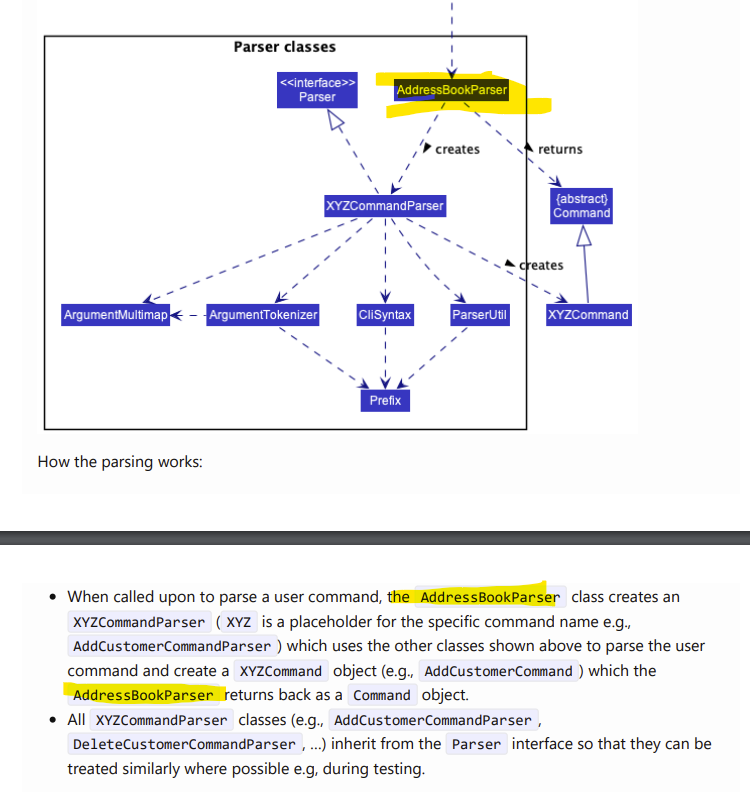 Parser classes
<<interface>>
Parser
AddressBookParser
creates
returns
XYZCommandParser
{abstract}
Command
creates
ArgumentMultimap
ArgumentTokenizer
CliSyntax
ParserUtil
XYZCommand
Prefix
How the parsing works:
• When called upon to parse a user command, the AddressBookParser class creates an
XYZCommandParser ( XYZ is a placeholder for the specific command name e.g.,
AddCustomerCommandParser ) which uses the other classes shown above to parse the user
command and create a XYZCommand object (e.g., AddCustomerCommand ) which the
AddressBookParser returns back as a Command object.
• All XYZCommandParser classes (e.g., AddCustomerCommandParser ,
DeleteCustomerCommandParser , ...) inherit from the Parser interface so that they can be
treated similarly where possible e.g, during testing.